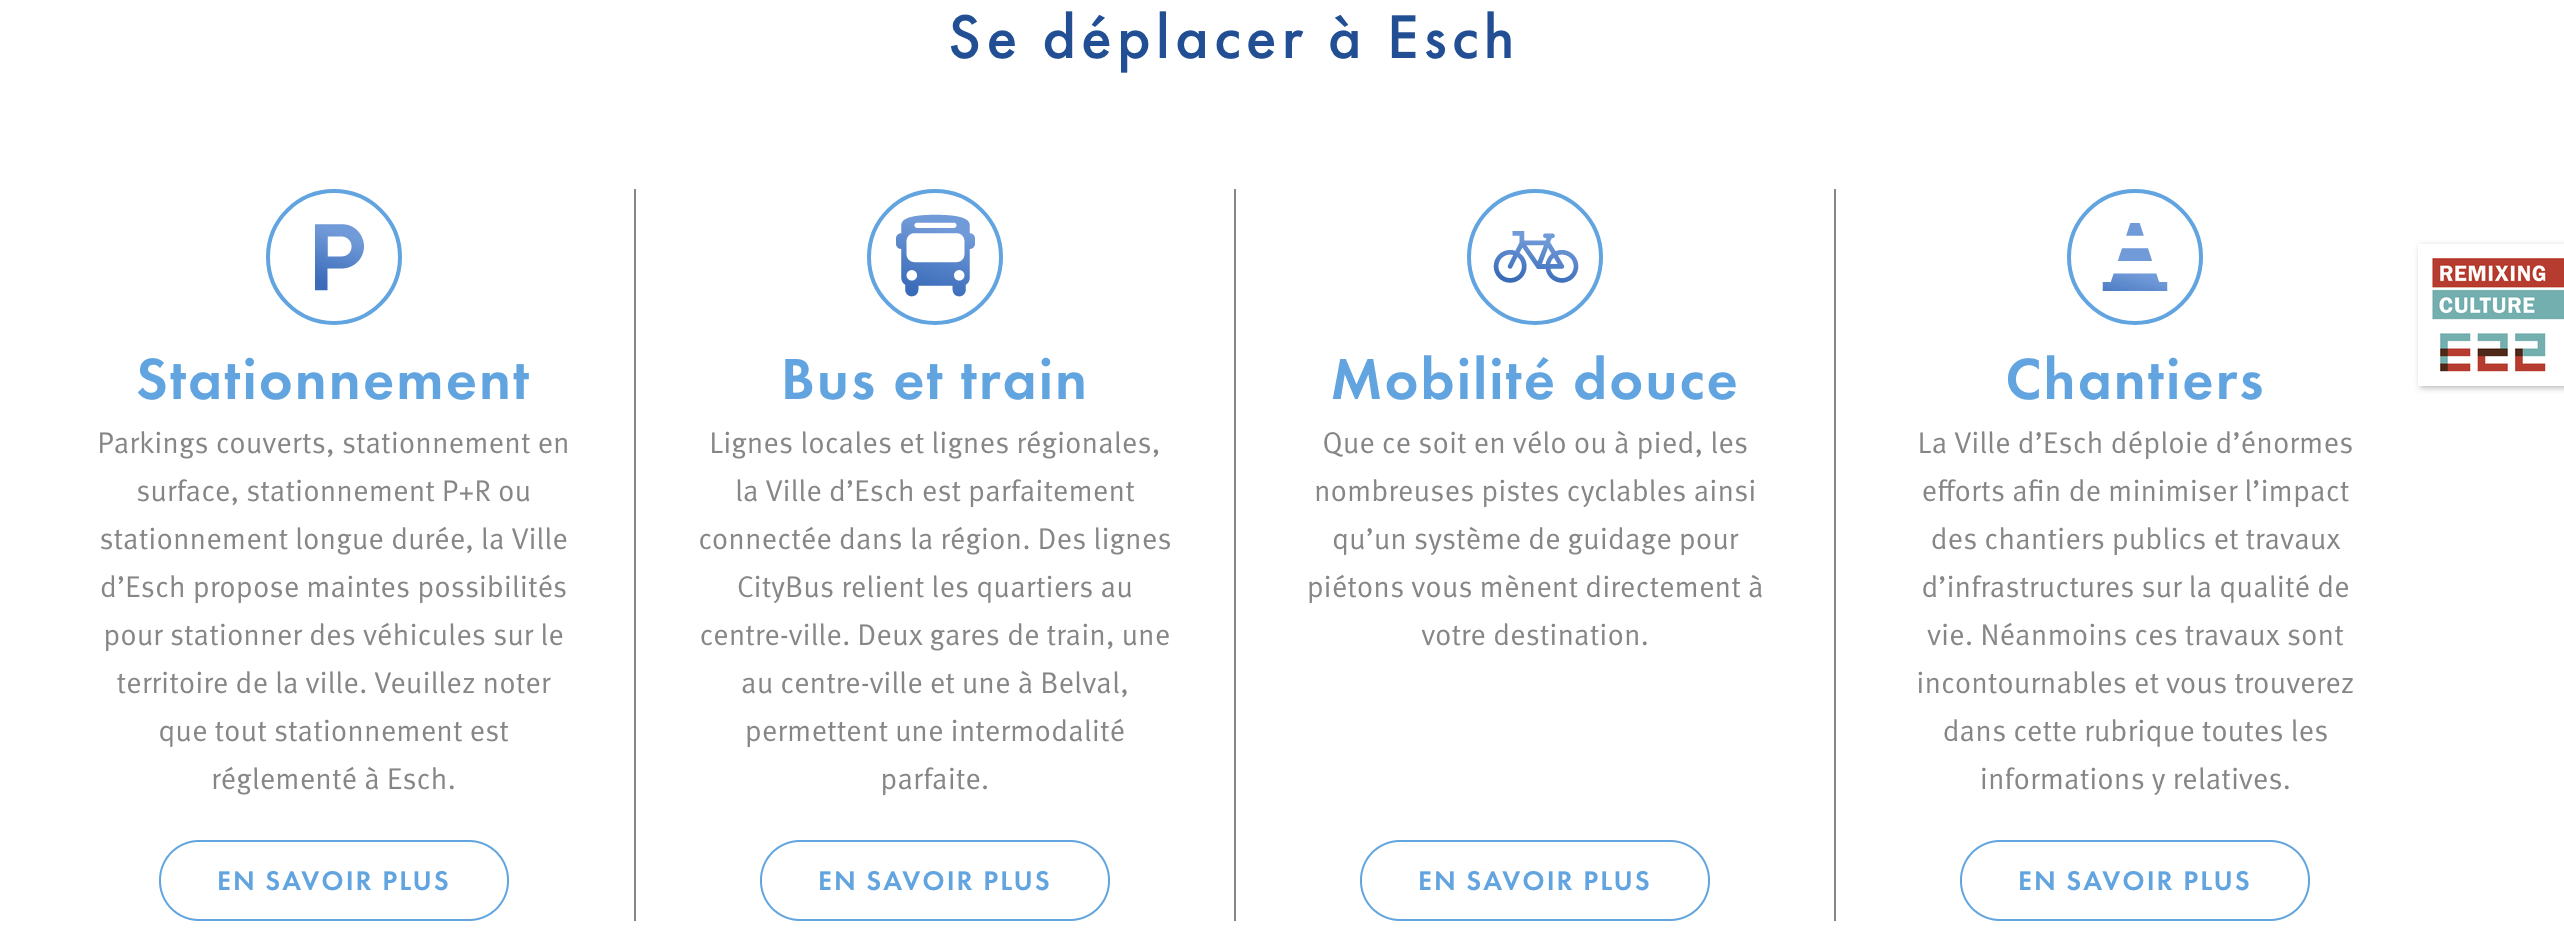 Se déplacer à Esch
P
Stationnement
Parkings couverts, stationnement en
surface, stationnement P+R ou
stationnement longue durée, la Ville
d’Esch propose maintes possibilités
pour stationner des véhicules sur le
territoire de la ville. Veuillez noter
que tout stationnement est
réglementé à Esch.
EN SAVOIR PLUS
Bus et train
Lignes locales et lignes régionales,
la Ville d’Esch est parfaitement
connectée dans la région. Des lignes
CityBus relient les quartiers au
centre-ville. Deux gares de train, une
au centre-ville et une à Belval,
permettent une intermodalité
parfaite.
EN SAVOIR PLUS
Mobilité douce
Que ce soit en vélo ou à pied, les
nombreuses pistes cyclables ainsi
qu’un système de guidage pour
piétons vous mènent directement à
votre destination.
EN SAVOIR PLUS
Chantiers
La Ville d’Esch déploie d’énormes
efforts afin de minimiser l’impact
des chantiers publics et travaux
d’infrastructures sur la qualité de
vie. Néanmoins ces travaux sont
incontournables et vous trouverez
dans cette rubrique toutes les
informations y relatives.
EN SAVOIR PLUS
REMIXING
CULTURE
E22